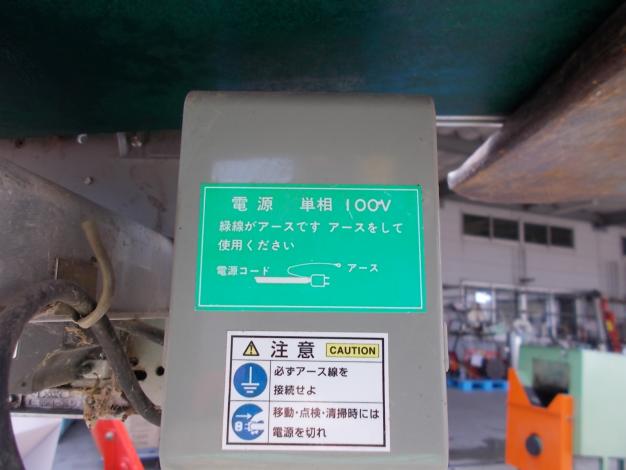 電源 単相 100V
緑線がアースです アースをして
使用ください
電源コード アース
注意 CAUTION
必ずアース線を
接続せよ
移動・点検・清掃時には
電源を切れ